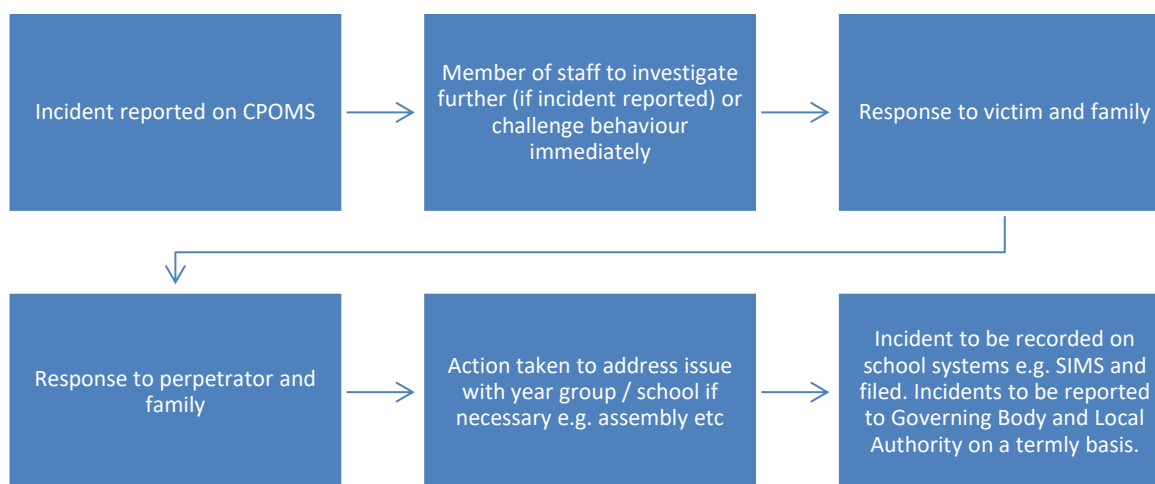 Incident reported on CPOMS
Member of staff to investigate
further (if incident reported) or
challenge behaviour
immediately
Response to victim and family
Response to perpetrator and
family
Action taken to address issue
with year group / school if
necessary e.g. assembly etc
Incident to be recorded on
school systems e.g. SIMS and
filed. Incidents to be reported
to Governing Body and Local
Authority on a termly basis.